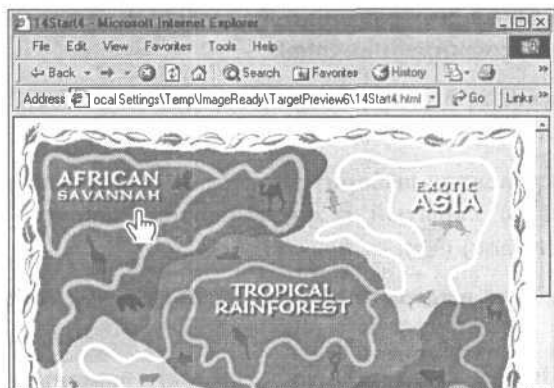 14Start4 - Microsoft Internet Explorer
File Edit View Favorites Tools Help
Back Search Favorites History
Address ocal Settings\Temp\ImageReady\TargetPreview6\14Start4.html Go Links
AFRICAN
SAVANNAH
EXOTIC
ASIA
TROPICAL
RAINFOREST